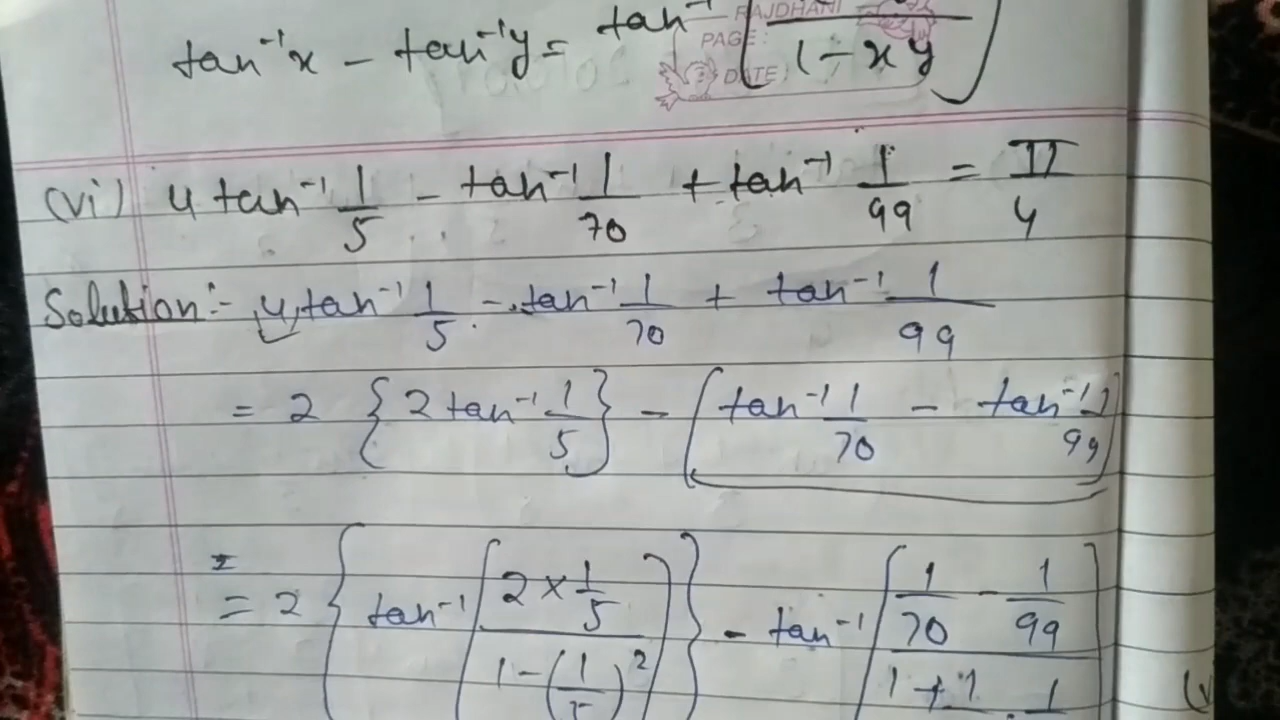 RAJDHANI
PAGE:
DATE:
tan⁻¹x - tan⁻¹y = tan⁻¹ ( / 1 - xy )
(vi) 4 tan⁻¹ 1/5 - tan⁻¹ 1/70 + tan⁻¹ 1/99 = π/4
Solution:- 4 tan⁻¹ 1/5 - tan⁻¹ 1/70 + tan⁻¹ 1/99
= 2 { 2 tan⁻¹ 1/5 } - [ tan⁻¹ 1/70 - tan⁻¹ 1/99 ]
= 2 { tan⁻¹ [ 2 × 1/5 / 1 - (1/5)² ] } - tan⁻¹ [ 1/70 - 1/99 / 1 + 1 . 1 ]